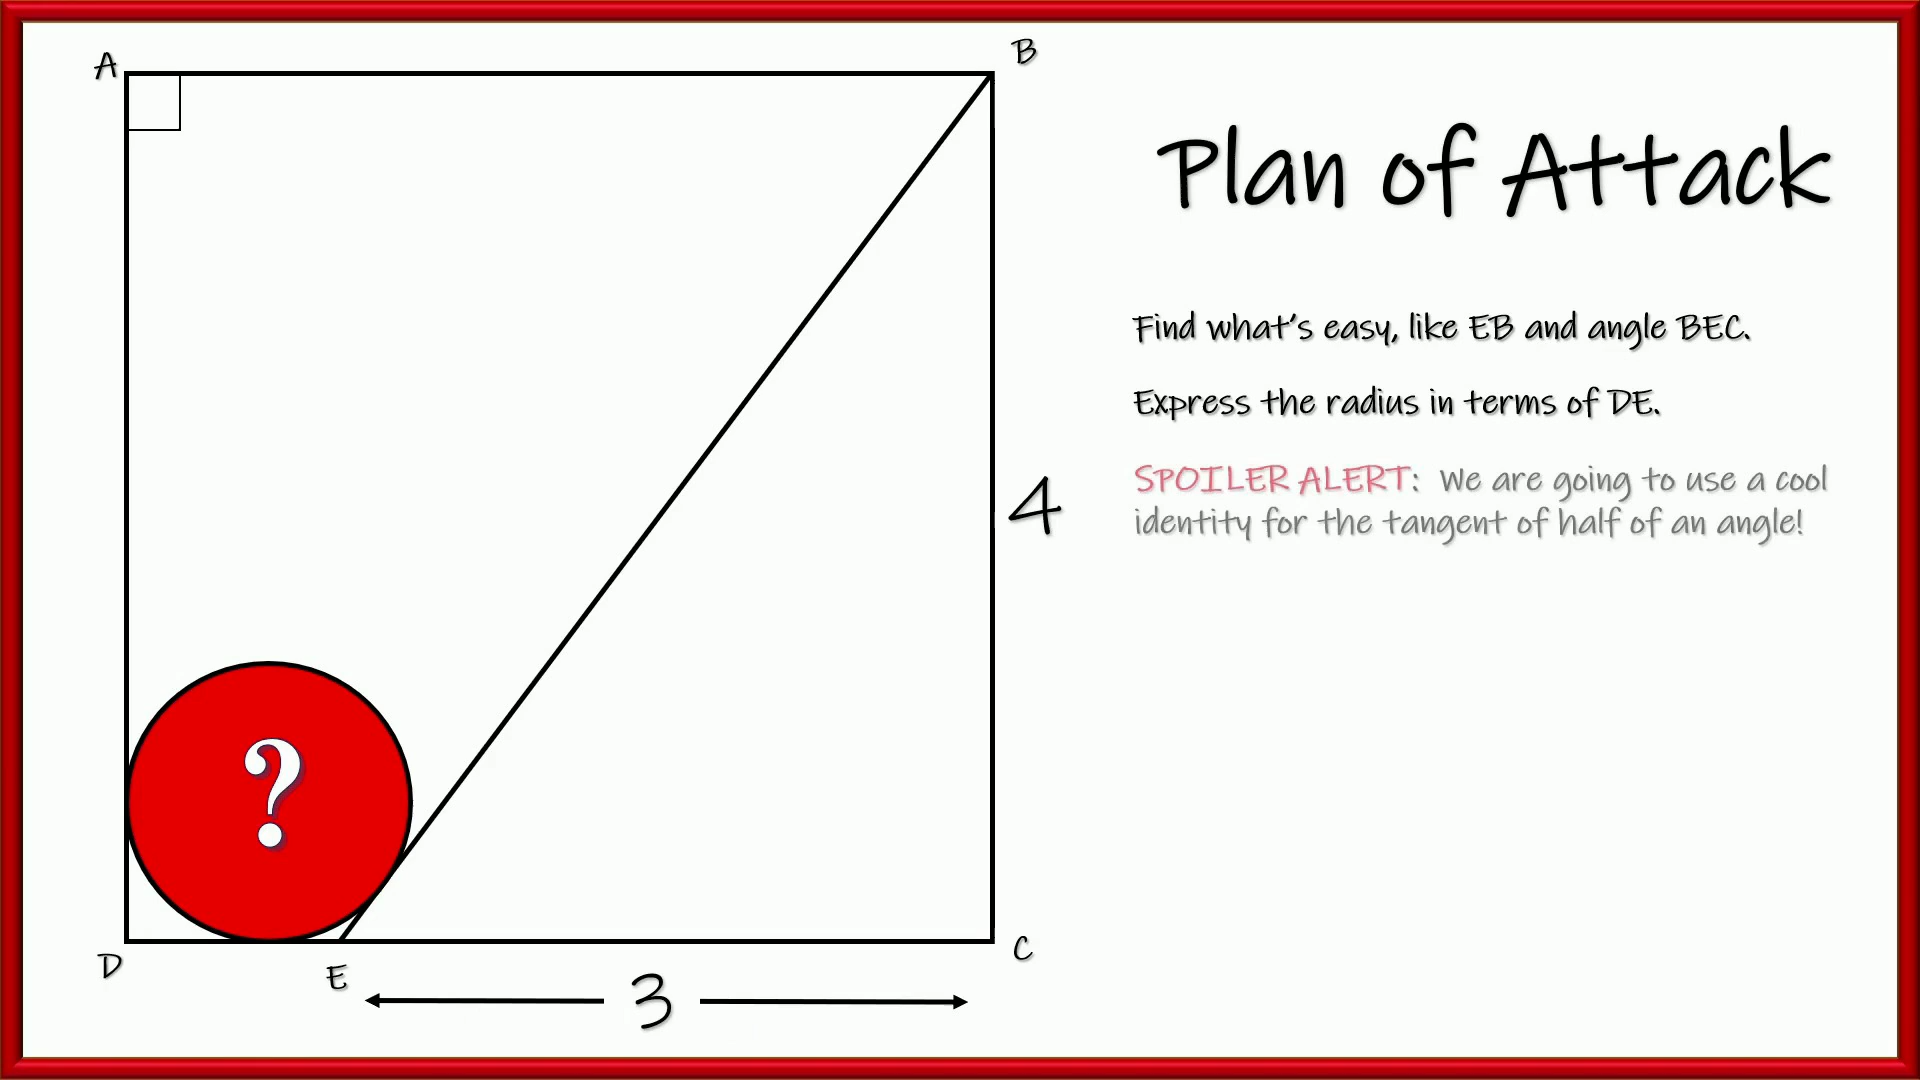 A
B
Plan of Attack
Find what's easy, like EB and angle BEC.
Express the radius in terms of DE.
SPOILER ALERT: We are going to use a cool
identity for the tangent of half of an angle!
4
?
D
E
C
3